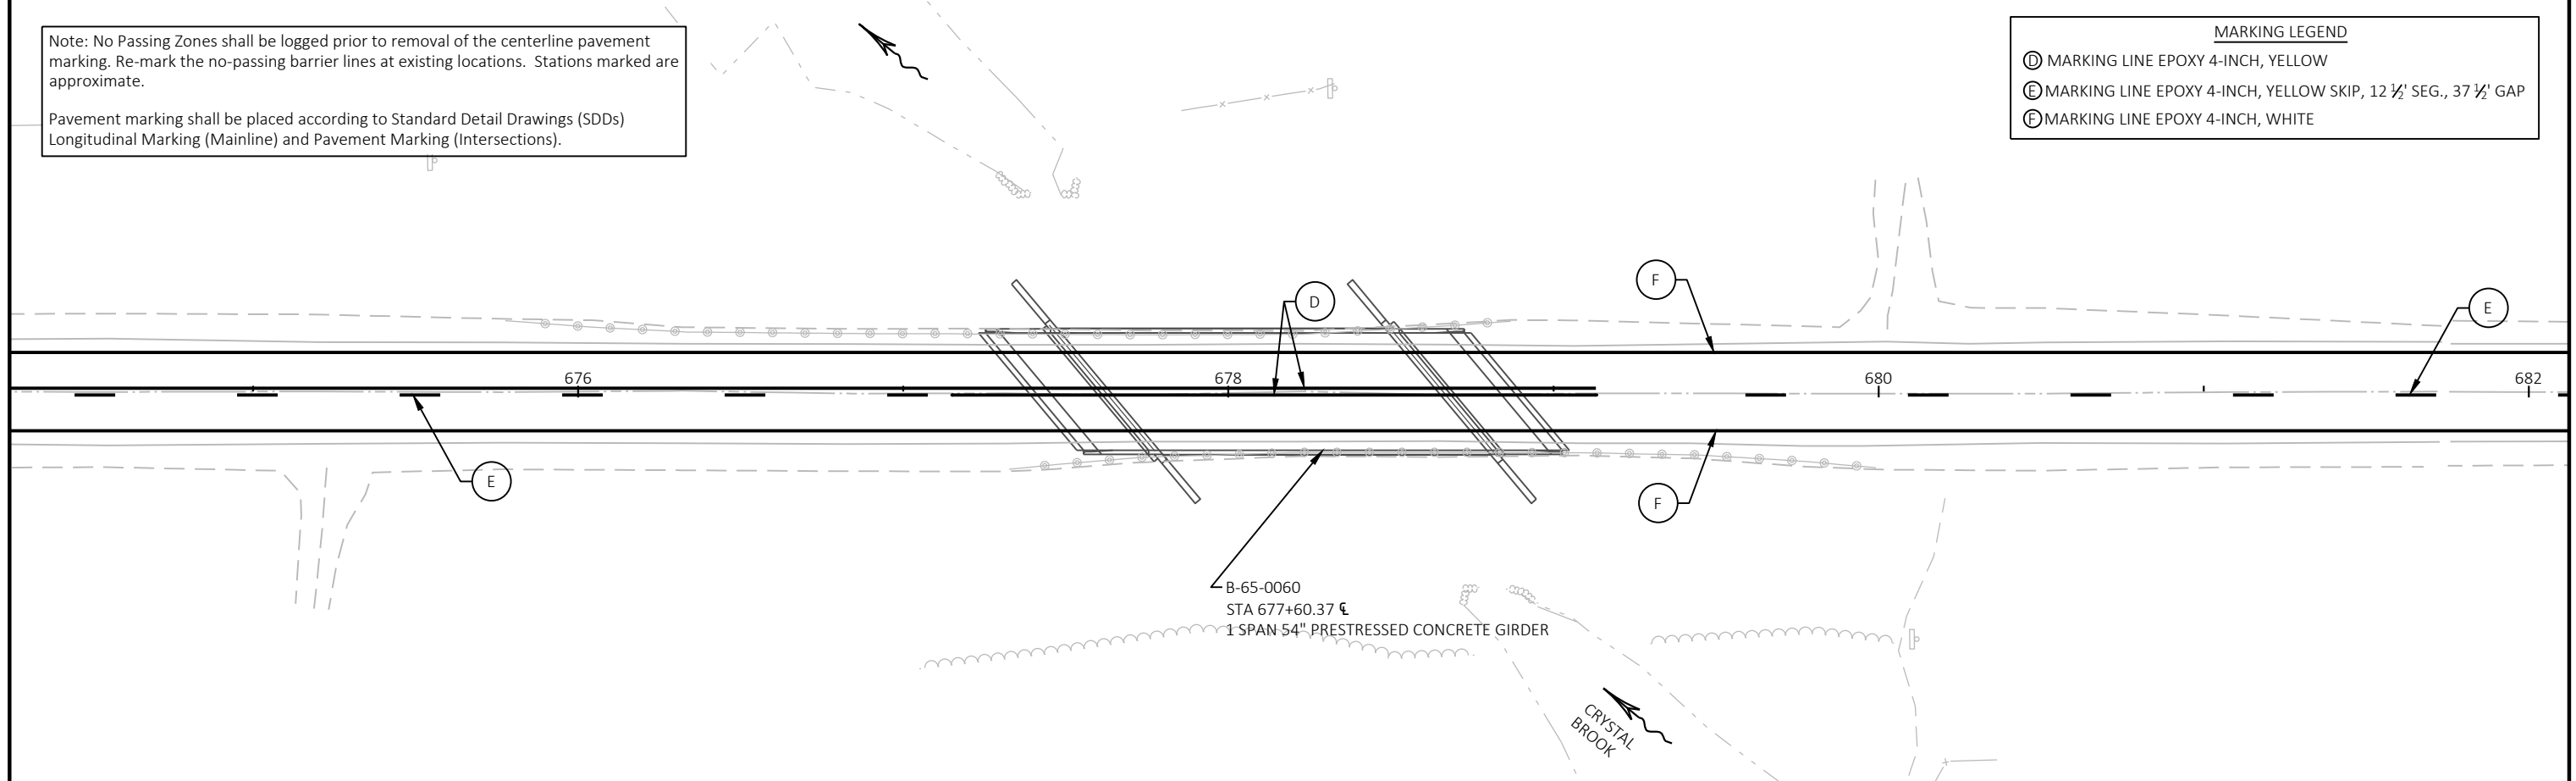 Note: No Passing Zones shall be logged prior to removal of the centerline pavement
marking. Re-mark the no-passing barrier lines at existing locations. Stations marked are
approximate.
Pavement marking shall be placed according to Standard Detail Drawings (SDDs)
Longitudinal Marking (Mainline) and Pavement Marking (Intersections).
MARKING LEGEND
D MARKING LINE EPOXY 4-INCH, YELLOW
E MARKING LINE EPOXY 4-INCH, YELLOW SKIP, 12 ½' SEG., 37 ½' GAP
F MARKING LINE EPOXY 4-INCH, WHITE
F
D
E
676
678
680
682
E
F
B-65-0060
STA 677+60.37 ℄
1 SPAN 54" PRESTRESSED CONCRETE GIRDER
CRYSTAL
BROOK